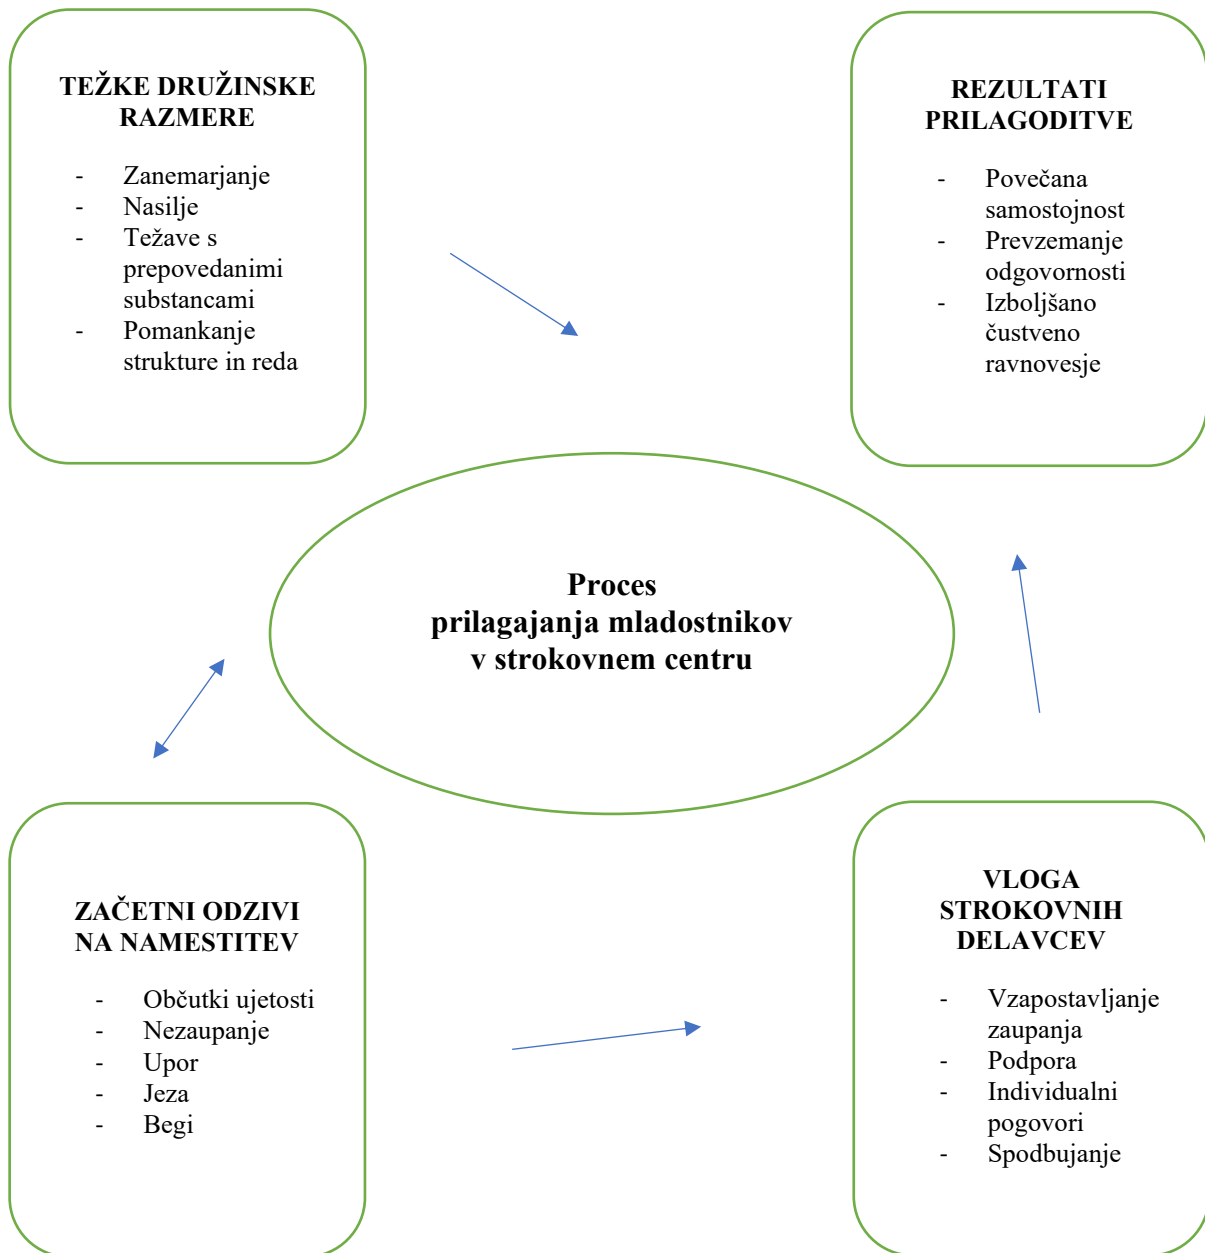 TEŽKE DRUŽINSKE
RAZMERE
- Zanemarjanje
- Nasilje
- Težave s
prepovedanimi
substancami
- Pomankanje
strukture in reda
REZULTATI
PRILAGODITVE
- Povečana
samostojnost
- Prevzemanje
odgovornosti
- Izboljšano
čustveno
ravnovesje
Proces
prilagajanja mladostnikov
v strokovnem centru
ZAČETNI ODZIVI
NA NAMESTITEV
- Občutki ujetosti
- Nezaupanje
- Upor
- Jeza
- Begi
VLOGA
STROKOVNIH
DELAVCEV
- Vzapostavljanje
zaupanja
- Podpora
- Individualni
pogovori
- Spodbujanje